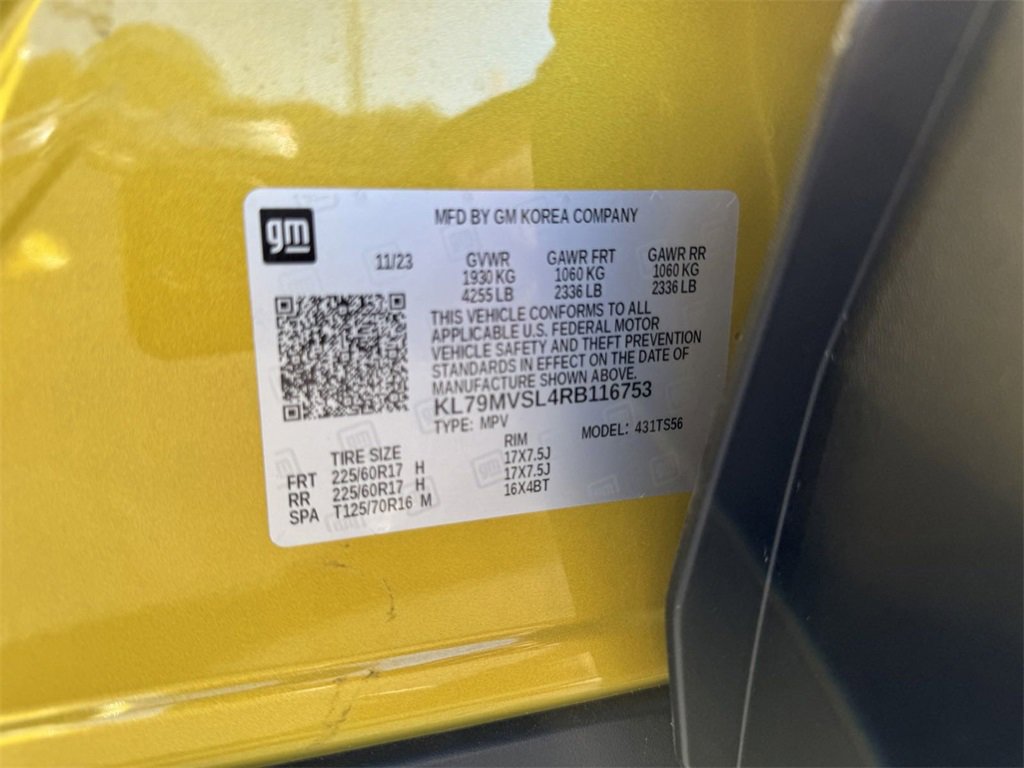 gm
MFD BY GM KOREA COMPANY
11/23
GVWR GAWR FRT GAWR RR
1930 KG 1060 KG 1060 KG
4255 LB 2336 LB 2336 LB
THIS VEHICLE CONFORMS TO ALL
APPLICABLE U.S. FEDERAL MOTOR
VEHICLE SAFETY AND THEFT PREVENTION
STANDARDS IN EFFECT ON THE DATE OF
MANUFACTURE SHOWN ABOVE.
KL79MVSL4RB116753
TYPE: MPV MODEL: 431TS56
TIRE SIZE RIM
FRT 225/60R17 H 17X7.5J
RR 225/60R17 H 17X7.5J
SPA T125/70R16 M 16X4BT